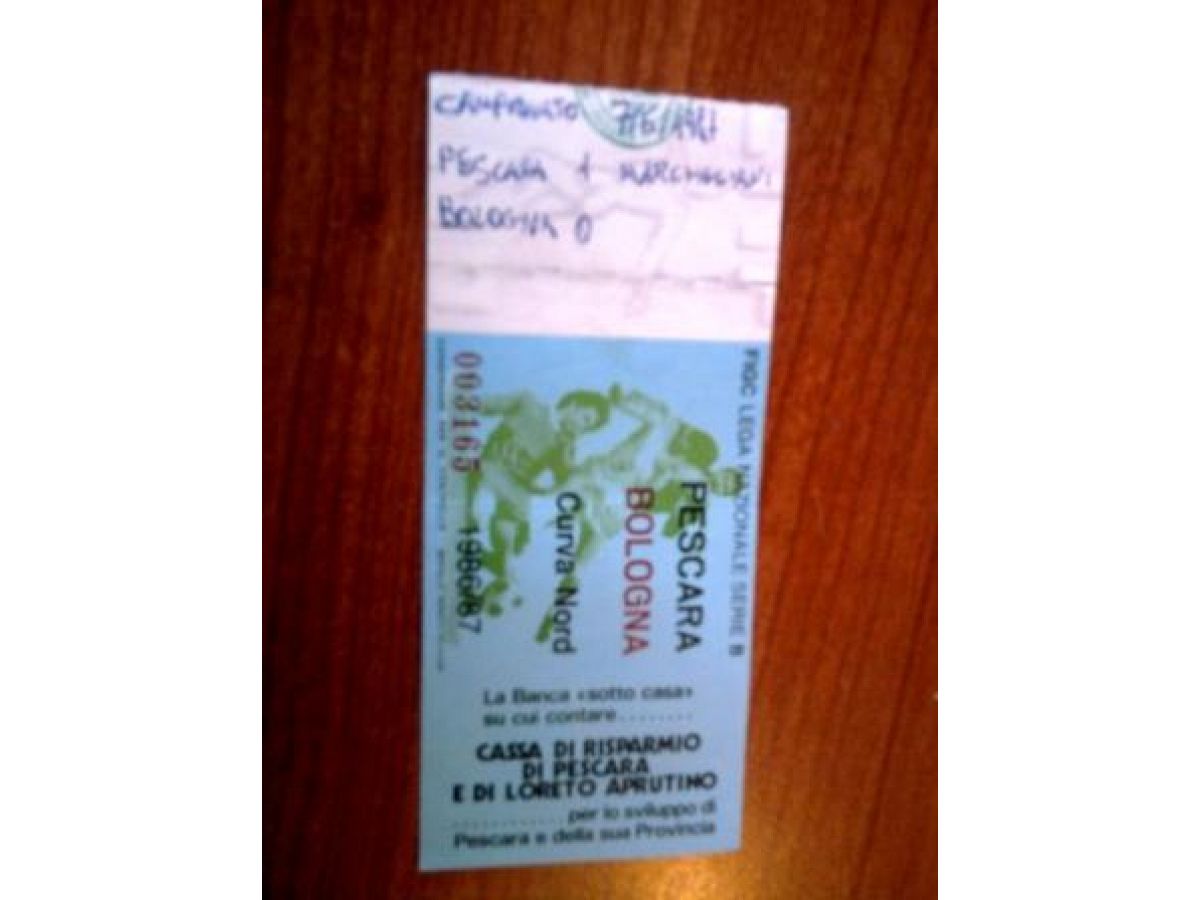 CAMPIONATO 7/6/1987
PESCARA 1 MARCHEGIANI
BOLOGNA 0
FIGC LEGA NAZIONALE SERIE B
PESCARA
BOLOGNA
Curva Nord
1986/87
003165
La Banca «sotto casa»
su cui contare........
CASSA DI RISPARMIO
DI PESCARA
E DI LORETO APRUTINO
............per lo sviluppo di
Pescara e della sua Provincia